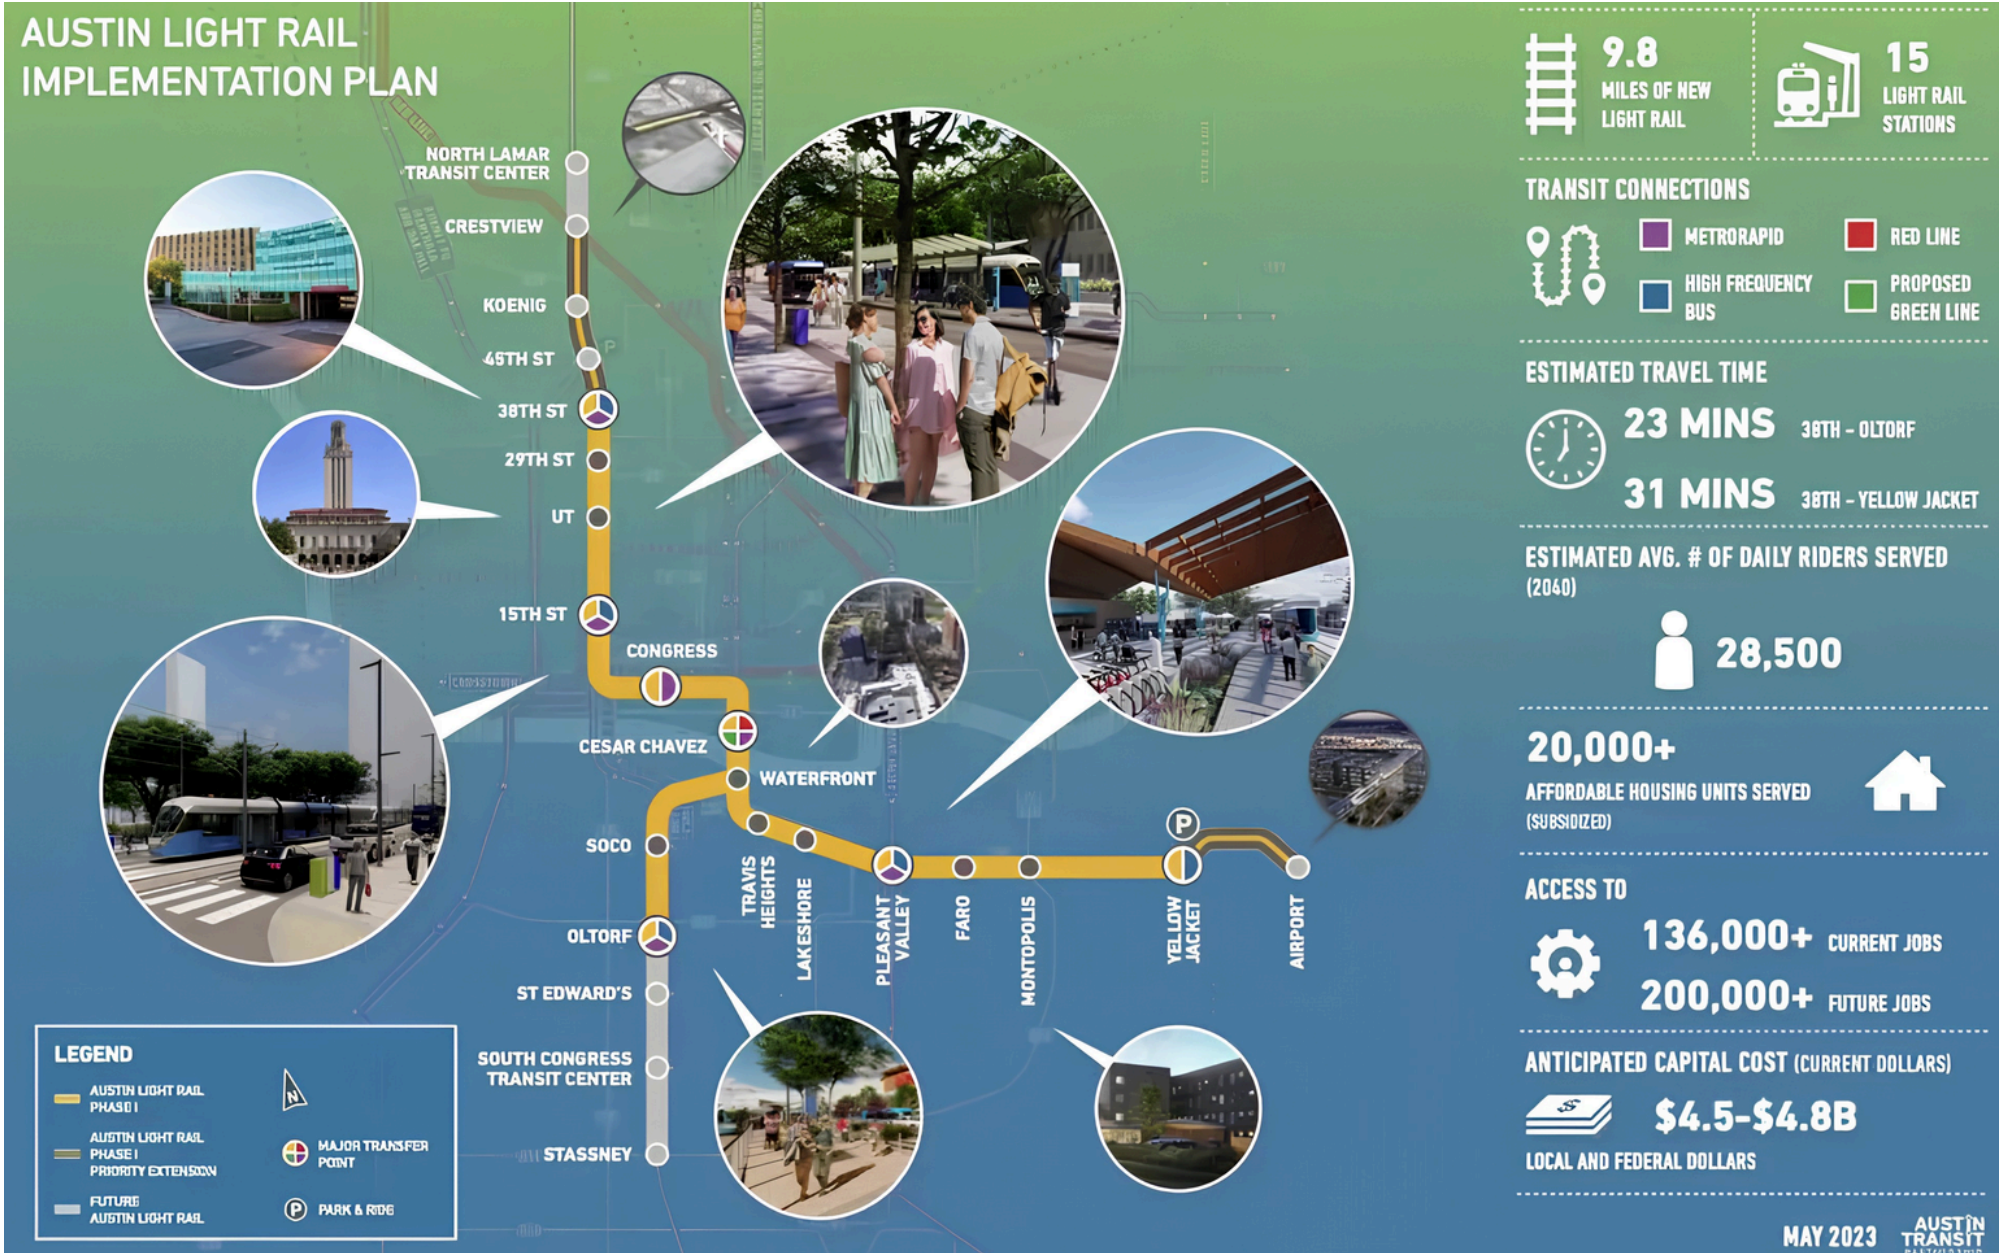 AUSTIN LIGHT RAIL
IMPLEMENTATION PLAN
NORTH LAMAR
TRANSIT CENTER
CRESTVIEW
KOENIG
45TH ST
P
38TH ST
29TH ST
UT
15TH ST
CONGRESS
CESAR CHAVEZ
WATERFRONT
SOCO
OLTORF
ST EDWARD'S
SOUTH CONGRESS
TRANSIT CENTER
STASSNEY
TRAVIS
HEIGHTS
LAKESHORE
PLEASANT
VALLEY
FARO
MONTOPOLIS
P
YELLOW
JACKET
AIRPORT
LEGEND
AUSTIN LIGHT RAIL
PHASE I
AUSTIN LIGHT RAIL
PHASE I
PRIORITY EXTENSION
FUTURE
AUSTIN LIGHT RAIL
N
MAJOR TRANSFER
POINT
P
PARK & RIDE
9.8
MILES OF NEW
LIGHT RAIL
15
LIGHT RAIL
STATIONS
TRANSIT CONNECTIONS
METRORAPID
RED LINE
HIGH FREQUENCY
BUS
PROPOSED
GREEN LINE
ESTIMATED TRAVEL TIME
23 MINS 38TH - OLTORF
31 MINS 38TH - YELLOW JACKET
ESTIMATED AVG. # OF DAILY RIDERS SERVED
(2040)
28,500
20,000+
AFFORDABLE HOUSING UNITS SERVED
(SUBSIDIZED)
ACCESS TO
136,000+ CURRENT JOBS
200,000+ FUTURE JOBS
ANTICIPATED CAPITAL COST (CURRENT DOLLARS)
$
$4.5-$4.8B
LOCAL AND FEDERAL DOLLARS
MAY 2023
AUSTIN
TRANSIT